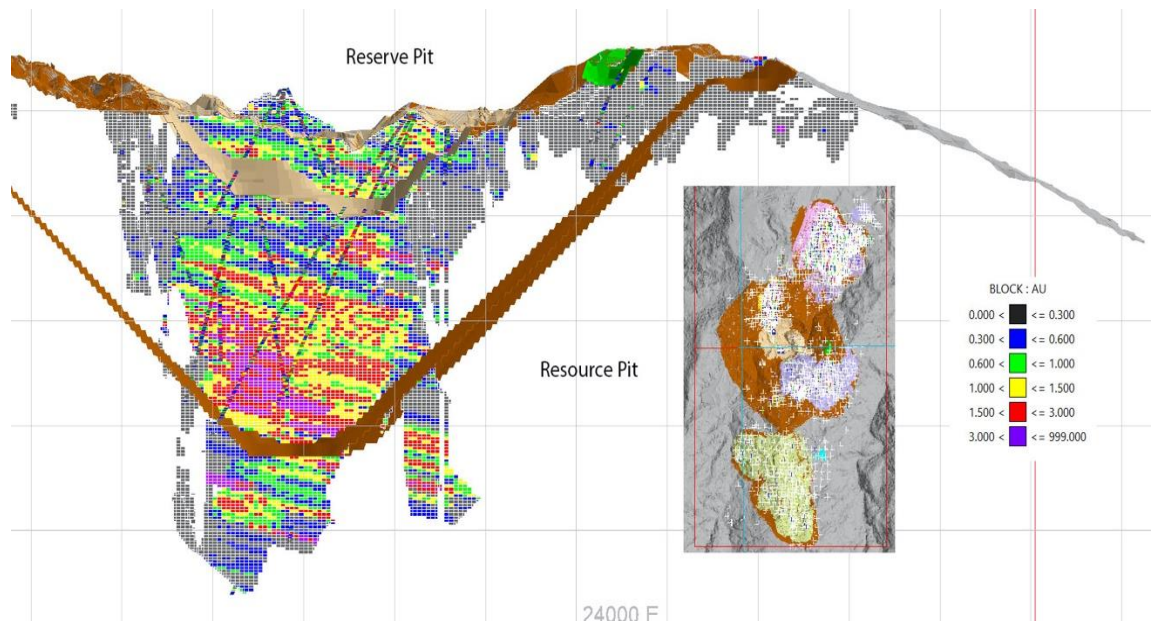 Reserve Pit
Resource Pit
BLOCK : AU
0.000 < <= 0.300
0.300 < <= 0.600
0.600 < <= 1.000
1.000 < <= 1.500
1.500 < <= 3.000
3.000 < <= 999.000
24000 E